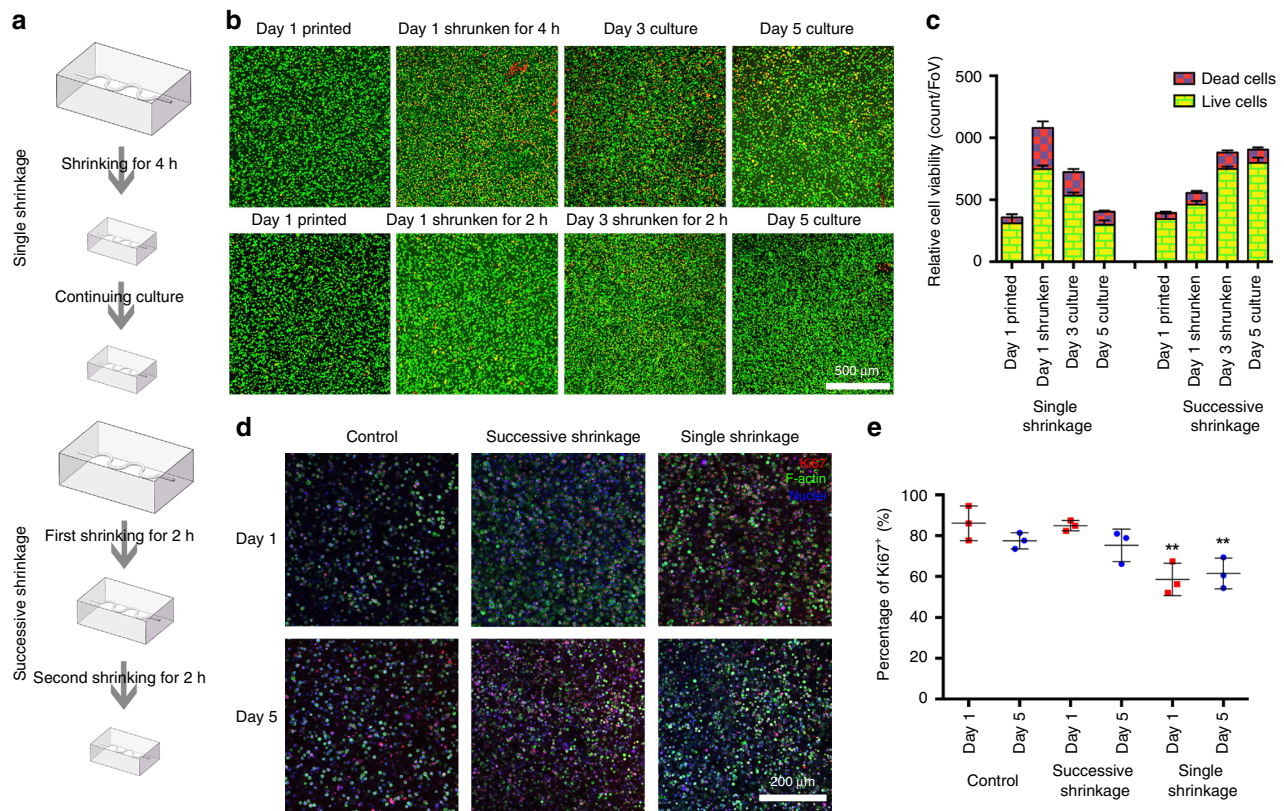 a
Single shrinkage
Shrinking for 4 h
Continuing culture
Successive shrinkage
First shrinking for 2 h
Second shrinking for 2 h
b
Day 1 printed
Day 1 shrunken for 4 h
Day 3 culture
Day 5 culture
Day 1 printed
Day 1 shrunken for 2 h
Day 3 shrunken for 2 h
Day 5 culture
500 μm
c
Relative cell viability (count/FoV)
500
000
500
0
Dead cells
Live cells
Day 1 printed
Day 1 shrunken
Day 3 culture
Day 5 culture
Day 1 printed
Day 1 shrunken
Day 3 shrunken
Day 5 culture
Single
shrinkage
Successive
shrinkage
d
Control
Successive shrinkage
Single shrinkage
Ki67
F-actin
Nuclei
Day 1
Day 5
200 μm
e
Percentage of Ki67⁺ (%)
100
80
60
40
20
0
**
**
Day 1
Day 5
Day 1
Day 5
Day 1
Day 5
Control
Successive
shrinkage
Single
shrinkage